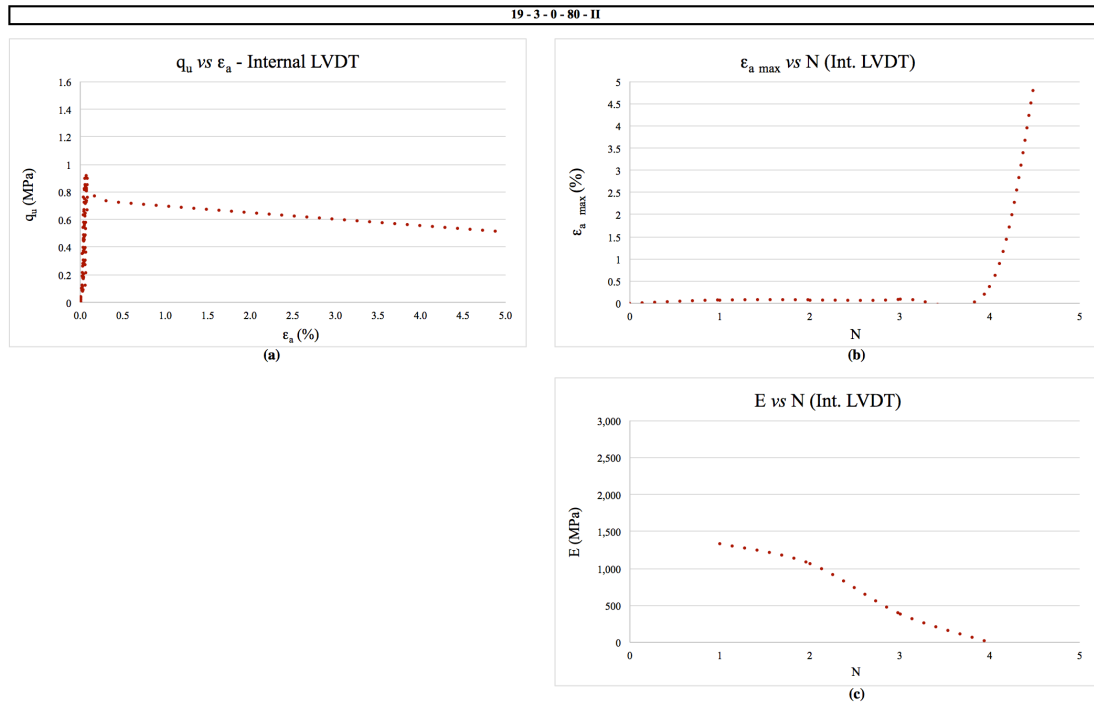 19 - 3 - 0 - 80 - II
qu vs εa - Internal LVDT
1.6
1.4
1.2
1
0.8
0.6
0.4
0.2
0
qu (MPa)
0.0 0.5 1.0 1.5 2.0 2.5 3.0 3.5 4.0 4.5 5.0
εa (%)
(a)
εa max vs N (Int. LVDT)
5
4.5
4
3.5
3
2.5
2
1.5
1
0.5
0
εa max (%)
0 1 2 3 4 5
N
(b)
E vs N (Int. LVDT)
3,000
2,500
2,000
1,500
1,000
500
0
E (MPa)
0 1 2 3 4 5
N
(c)